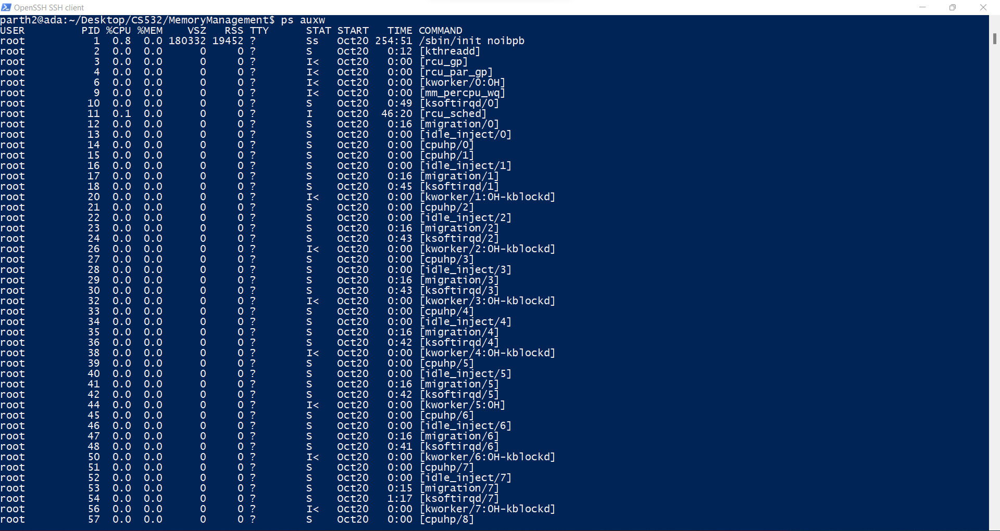 OpenSSH SSH client
parth2@ada:~/Desktop/CS532/MemoryManagement$ ps auxw
USER         PID %CPU %MEM    VSZ   RSS TTY      STAT START   TIME COMMAND
root           1  0.8  0.0 180332 19452 ?        Ss   Oct20 254:51 /sbin/init noibpb
root           2  0.0  0.0      0     0 ?        S    Oct20   0:12 [kthreadd]
root           3  0.0  0.0      0     0 ?        I<   Oct20   0:00 [rcu_gp]
root           4  0.0  0.0      0     0 ?        I<   Oct20   0:00 [rcu_par_gp]
root           6  0.0  0.0      0     0 ?        I<   Oct20   0:00 [kworker/0:0H]
root           9  0.0  0.0      0     0 ?        I<   Oct20   0:00 [mm_percpu_wq]
root          10  0.0  0.0      0     0 ?        S    Oct20   0:49 [ksoftirqd/0]
root          11  0.1  0.0      0     0 ?        I    Oct20  46:20 [rcu_sched]
root          12  0.0  0.0      0     0 ?        S    Oct20   0:16 [migration/0]
root          13  0.0  0.0      0     0 ?        S    Oct20   0:00 [idle_inject/0]
root          14  0.0  0.0      0     0 ?        S    Oct20   0:00 [cpuhp/0]
root          15  0.0  0.0      0     0 ?        S    Oct20   0:00 [cpuhp/1]
root          16  0.0  0.0      0     0 ?        S    Oct20   0:00 [idle_inject/1]
root          17  0.0  0.0      0     0 ?        S    Oct20   0:16 [migration/1]
root          18  0.0  0.0      0     0 ?        S    Oct20   0:45 [ksoftirqd/1]
root          20  0.0  0.0      0     0 ?        I<   Oct20   0:00 [kworker/1:0H-kblockd]
root          21  0.0  0.0      0     0 ?        S    Oct20   0:00 [cpuhp/2]
root          22  0.0  0.0      0     0 ?        S    Oct20   0:00 [idle_inject/2]
root          23  0.0  0.0      0     0 ?        S    Oct20   0:16 [migration/2]
root          24  0.0  0.0      0     0 ?        S    Oct20   0:43 [ksoftirqd/2]
root          26  0.0  0.0      0     0 ?        I<   Oct20   0:00 [kworker/2:0H-kblockd]
root          27  0.0  0.0      0     0 ?        S    Oct20   0:00 [cpuhp/3]
root          28  0.0  0.0      0     0 ?        S    Oct20   0:00 [idle_inject/3]
root          29  0.0  0.0      0     0 ?        S    Oct20   0:16 [migration/3]
root          30  0.0  0.0      0     0 ?        S    Oct20   0:43 [ksoftirqd/3]
root          32  0.0  0.0      0     0 ?        I<   Oct20   0:00 [kworker/3:0H-kblockd]
root          33  0.0  0.0      0     0 ?        S    Oct20   0:00 [cpuhp/4]
root          34  0.0  0.0      0     0 ?        S    Oct20   0:00 [idle_inject/4]
root          35  0.0  0.0      0     0 ?        S    Oct20   0:16 [migration/4]
root          36  0.0  0.0      0     0 ?        S    Oct20   0:42 [ksoftirqd/4]
root          38  0.0  0.0      0     0 ?        I<   Oct20   0:00 [kworker/4:0H-kblockd]
root          39  0.0  0.0      0     0 ?        S    Oct20   0:00 [cpuhp/5]
root          40  0.0  0.0      0     0 ?        S    Oct20   0:00 [idle_inject/5]
root          41  0.0  0.0      0     0 ?        S    Oct20   0:16 [migration/5]
root          42  0.0  0.0      0     0 ?        S    Oct20   0:42 [ksoftirqd/5]
root          44  0.0  0.0      0     0 ?        I<   Oct20   0:00 [kworker/5:0H]
root          45  0.0  0.0      0     0 ?        S    Oct20   0:00 [cpuhp/6]
root          46  0.0  0.0      0     0 ?        S    Oct20   0:00 [idle_inject/6]
root          47  0.0  0.0      0     0 ?        S    Oct20   0:16 [migration/6]
root          48  0.0  0.0      0     0 ?        S    Oct20   0:41 [ksoftirqd/6]
root          50  0.0  0.0      0     0 ?        I<   Oct20   0:00 [kworker/6:0H-kblockd]
root          51  0.0  0.0      0     0 ?        S    Oct20   0:00 [cpuhp/7]
root          52  0.0  0.0      0     0 ?        S    Oct20   0:00 [idle_inject/7]
root          53  0.0  0.0      0     0 ?        S    Oct20   0:15 [migration/7]
root          54  0.0  0.0      0     0 ?        S    Oct20   1:17 [ksoftirqd/7]
root          56  0.0  0.0      0     0 ?        I<   Oct20   0:00 [kworker/7:0H-kblockd]
root          57  0.0  0.0      0     0 ?        S    Oct20   0:00 [cpuhp/8]